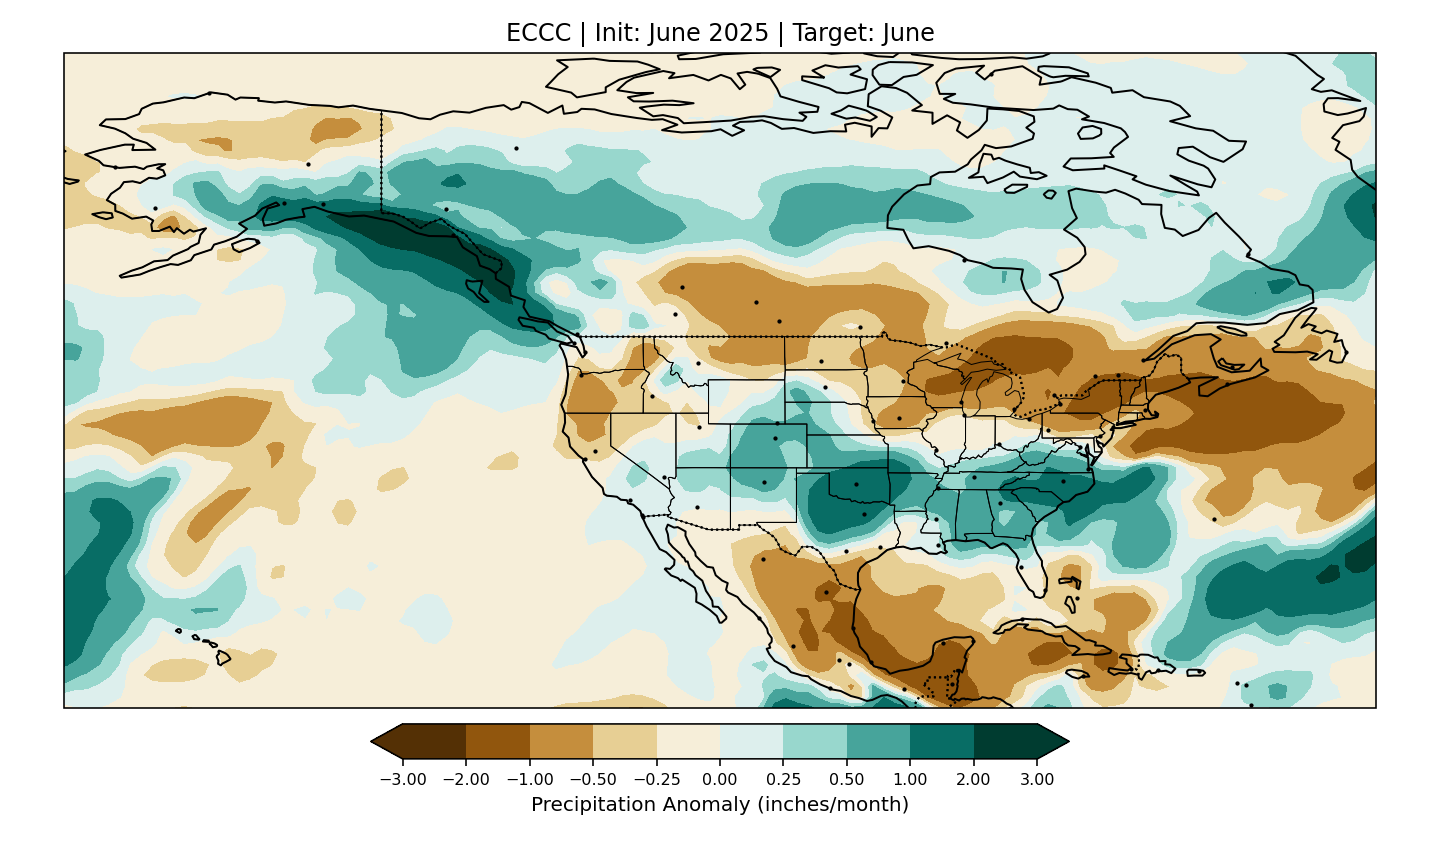 ECCC | Init: June 2025 | Target: June
−3.00 −2.00 −1.00 −0.50 −0.25 0.00 0.25 0.50 1.00 2.00 3.00
Precipitation Anomaly (inches/month)